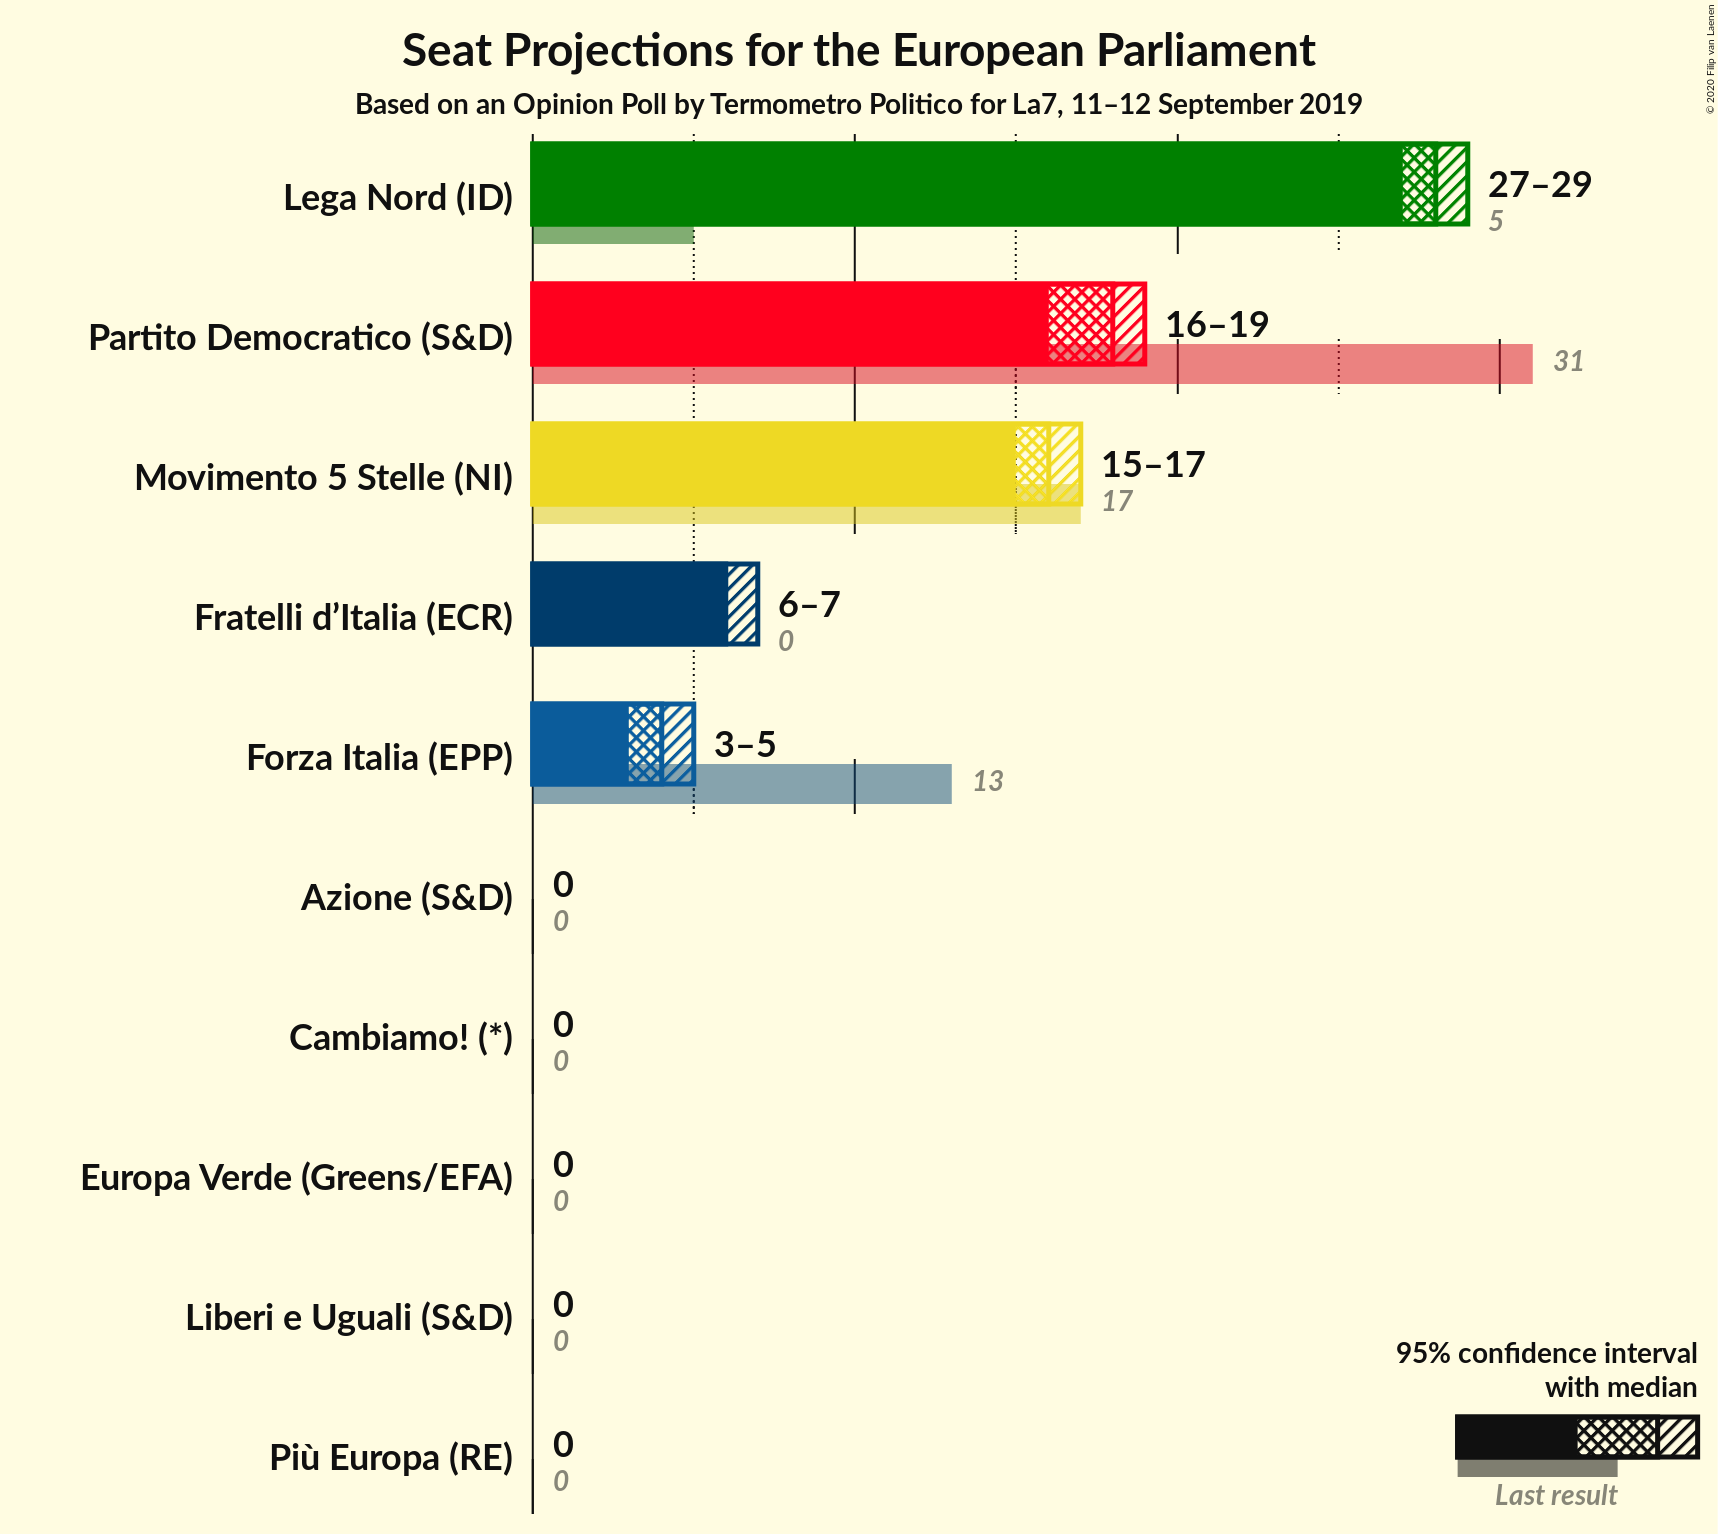 Seat Projections for the European Parliament
Based on an Opinion Poll by Termometro Politico for La7, 11–12 September 2019
© 2020 Filip van Laenen
Lega Nord (ID)
27–29
5
Partito Democratico (S&D)
16–19
31
Movimento 5 Stelle (NI)
15–17
17
Fratelli d’Italia (ECR)
6–7
0
Forza Italia (EPP)
3–5
13
Azione (S&D)
0
0
Cambiamo! (*)
0
0
Europa Verde (Greens/EFA)
0
0
Liberi e Uguali (S&D)
0
0
Più Europa (RE)
0
0
95% confidence interval
with median
Last result